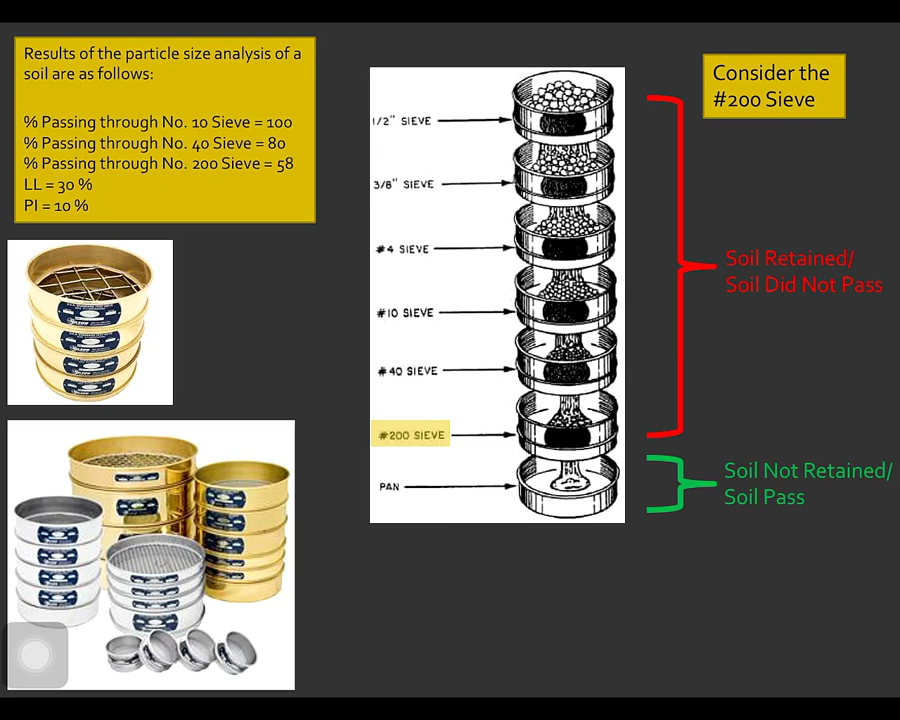 Results of the particle size analysis of a
soil are as follows:
% Passing through No. 10 Sieve = 100
% Passing through No. 40 Sieve = 80
% Passing through No. 200 Sieve = 58
LL = 30 %
PI = 10 %
1/2" SIEVE
3/8" SIEVE
#4 SIEVE
#10 SIEVE
#40 SIEVE
#200 SIEVE
PAN
Consider the
#200 Sieve
Soil Retained/
Soil Did Not Pass
Soil Not Retained/
Soil Pass